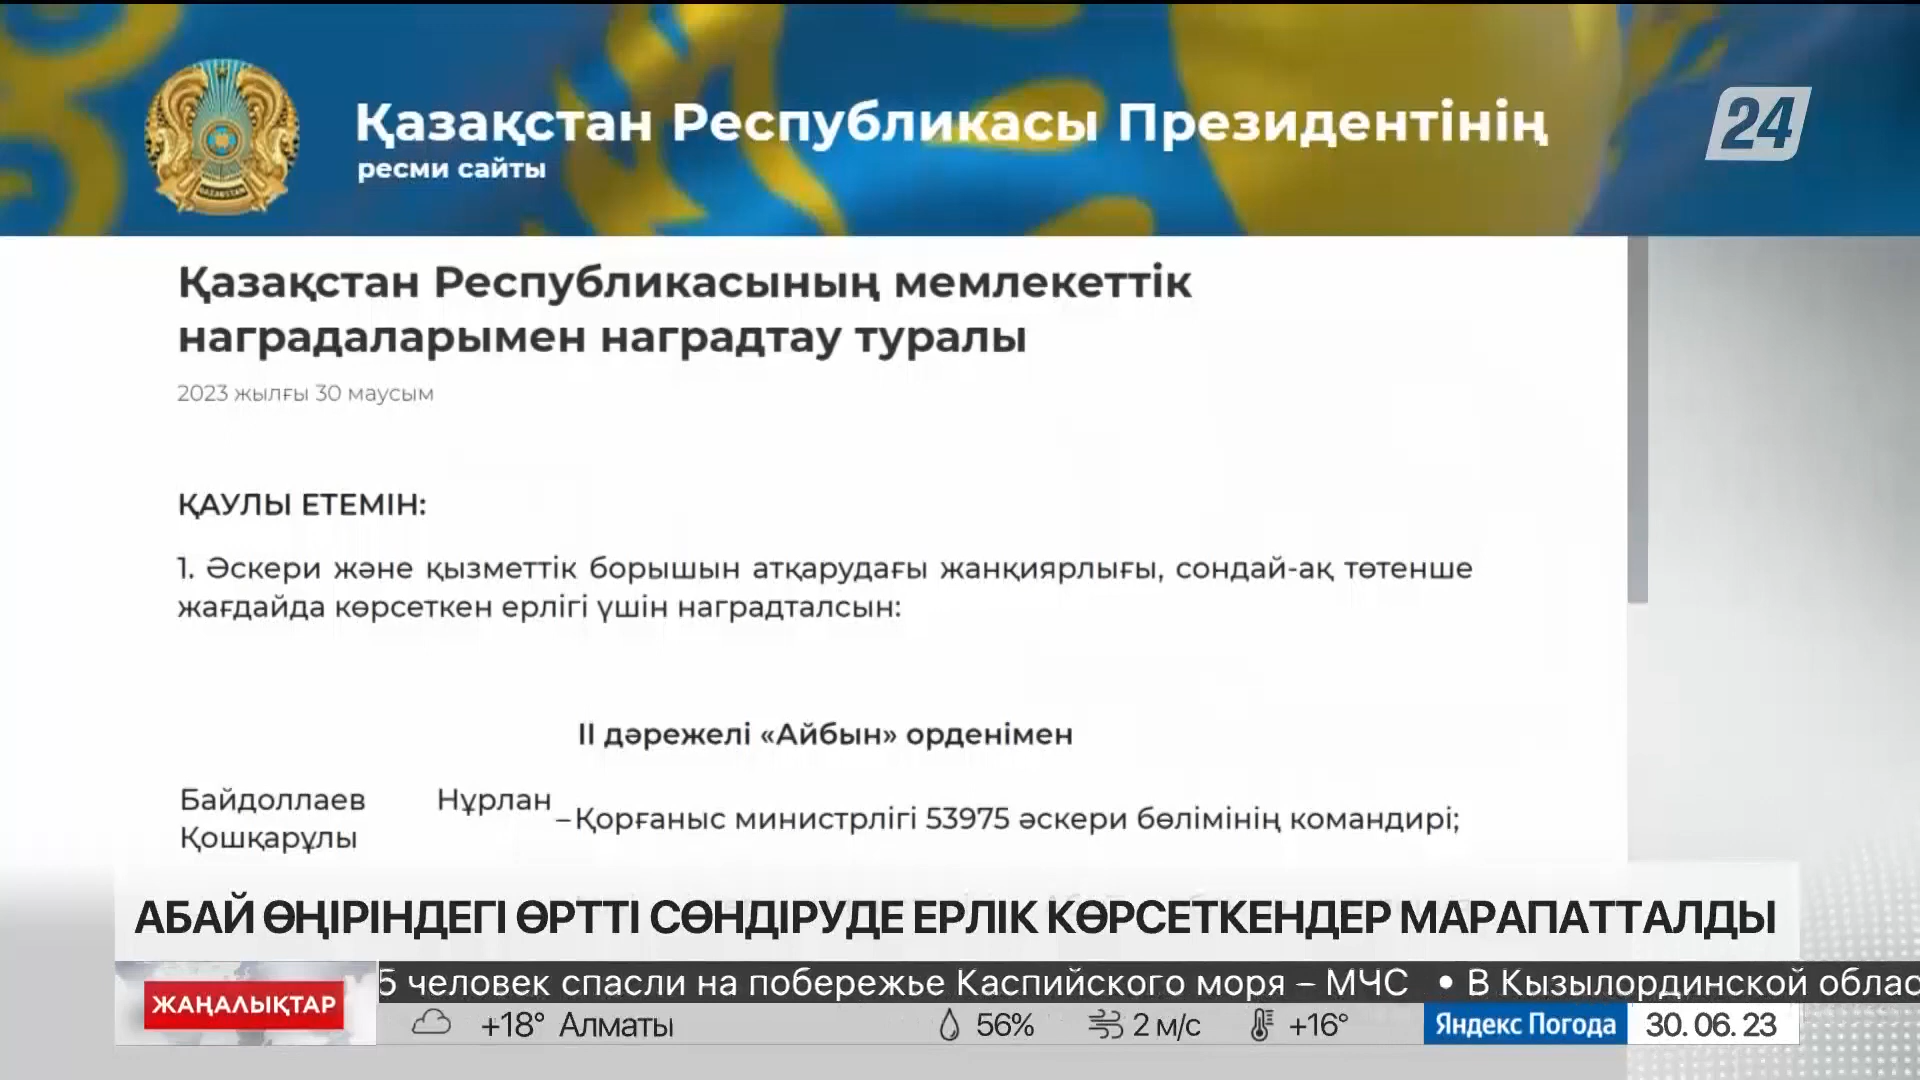 Қазақстан Республикасы Президентінің
ресми сайты
24
KAZAKSTAN
Қазақстан Республикасының мемлекеттік
наградаларымен наградтау туралы
2023 жылғы 30 маусым
ҚАУЛЫ ЕТЕМІН:
1. Әскери және қызметтік борышын атқарудағы жанқиярлығы, сондай-ақ төтенше
жағдайда көрсеткен ерлігі үшін наградталсын:
II дәрежелі «Айбын» орденімен
Байдоллаев Нұрлан
Қошқарұлы
– Қорғаныс министрлігі 53975 әскери бөлімінің командирі;
АБАЙ ӨҢІРІНДЕГІ ӨРТТІ СӨНДІРУДЕ ЕРЛІК КӨРСЕТКЕНДЕР МАРАПАТТАЛДЫ
ЖАҢАЛЫҚТАР
5 человек спасли на побережье Каспийского моря – МЧС • В Кызылординской облас
+18° Алматы 56% 2 м/с +16° Яндекс Погода 30. 06. 23